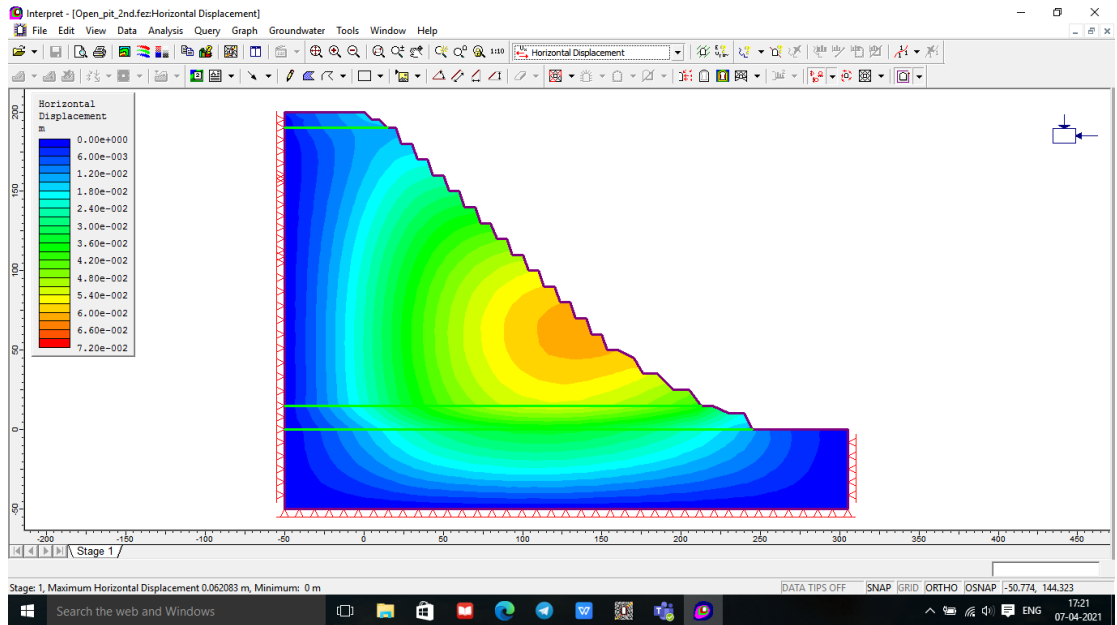 Interpret - [Open_pit_2nd.fez:Horizontal Displacement]
File Edit View Data Analysis Query Graph Groundwater Tools Window Help
1:10 Horizontal Displacement
Horizontal
Displacement
m
0.00e+000
6.00e-003
1.20e-002
1.80e-002
2.40e-002
3.00e-002
3.60e-002
4.20e-002
4.80e-002
5.40e-002
6.00e-002
6.60e-002
7.20e-002
200
150
100
50
0
-50
-200 -150 -100 -50 0 50 100 150 200 250 300 350 400 450
Stage 1
Stage: 1, Maximum Horizontal Displacement 0.062083 m, Minimum: 0 m
DATA TIPS OFF SNAP GRID ORTHO OSNAP -50.774, 144.323
Search the web and Windows
ENG
17:21
07-04-2021